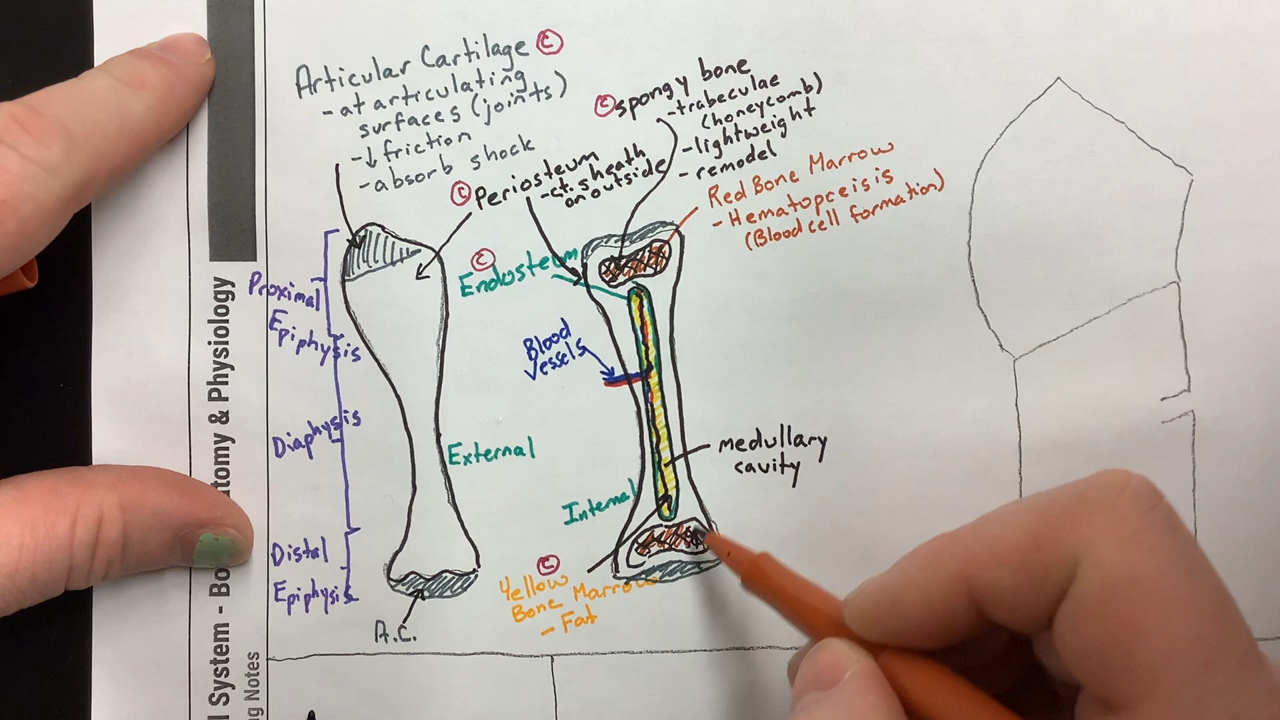 Articular Cartilage ©
- at articulating
surfaces (joints)
- ↓ friction
- absorb shock
© Periosteum
- ct. sheath
on outside
© spongy bone
- trabeculae
(honeycomb)
- lightweight
- remodel
Red Bone Marrow
- Hematopoeisis
(Blood cell formation)
©
Endosteum
Proximal
Epiphysis
Blood
Vessels
Diaphysis
External
medullary
cavity
Internal
Distal
Epiphysis
©
Yellow
Bone Marrow
- Fat
A.C.
l System - Bo
tomy & Physiology
ng Notes